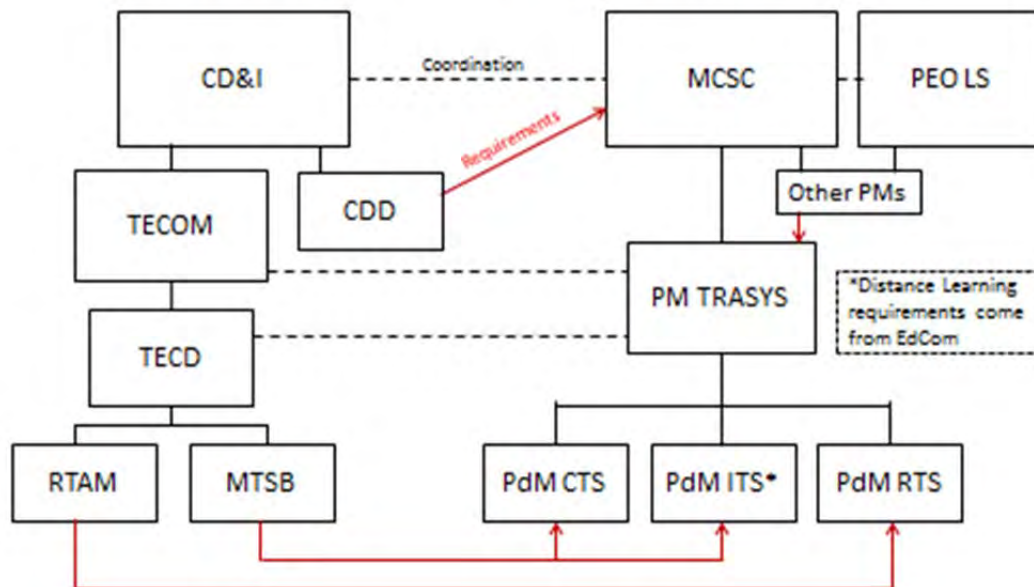 CD&I
Coordination
MCSC
PEO LS
Requirements
TECOM
CDD
Other PMs
PM TRASYS
*Distance Learning
requirements come
from EdCom
TECD
RTAM
MTSB
PdM CTS
PdM ITS*
PdM RTS